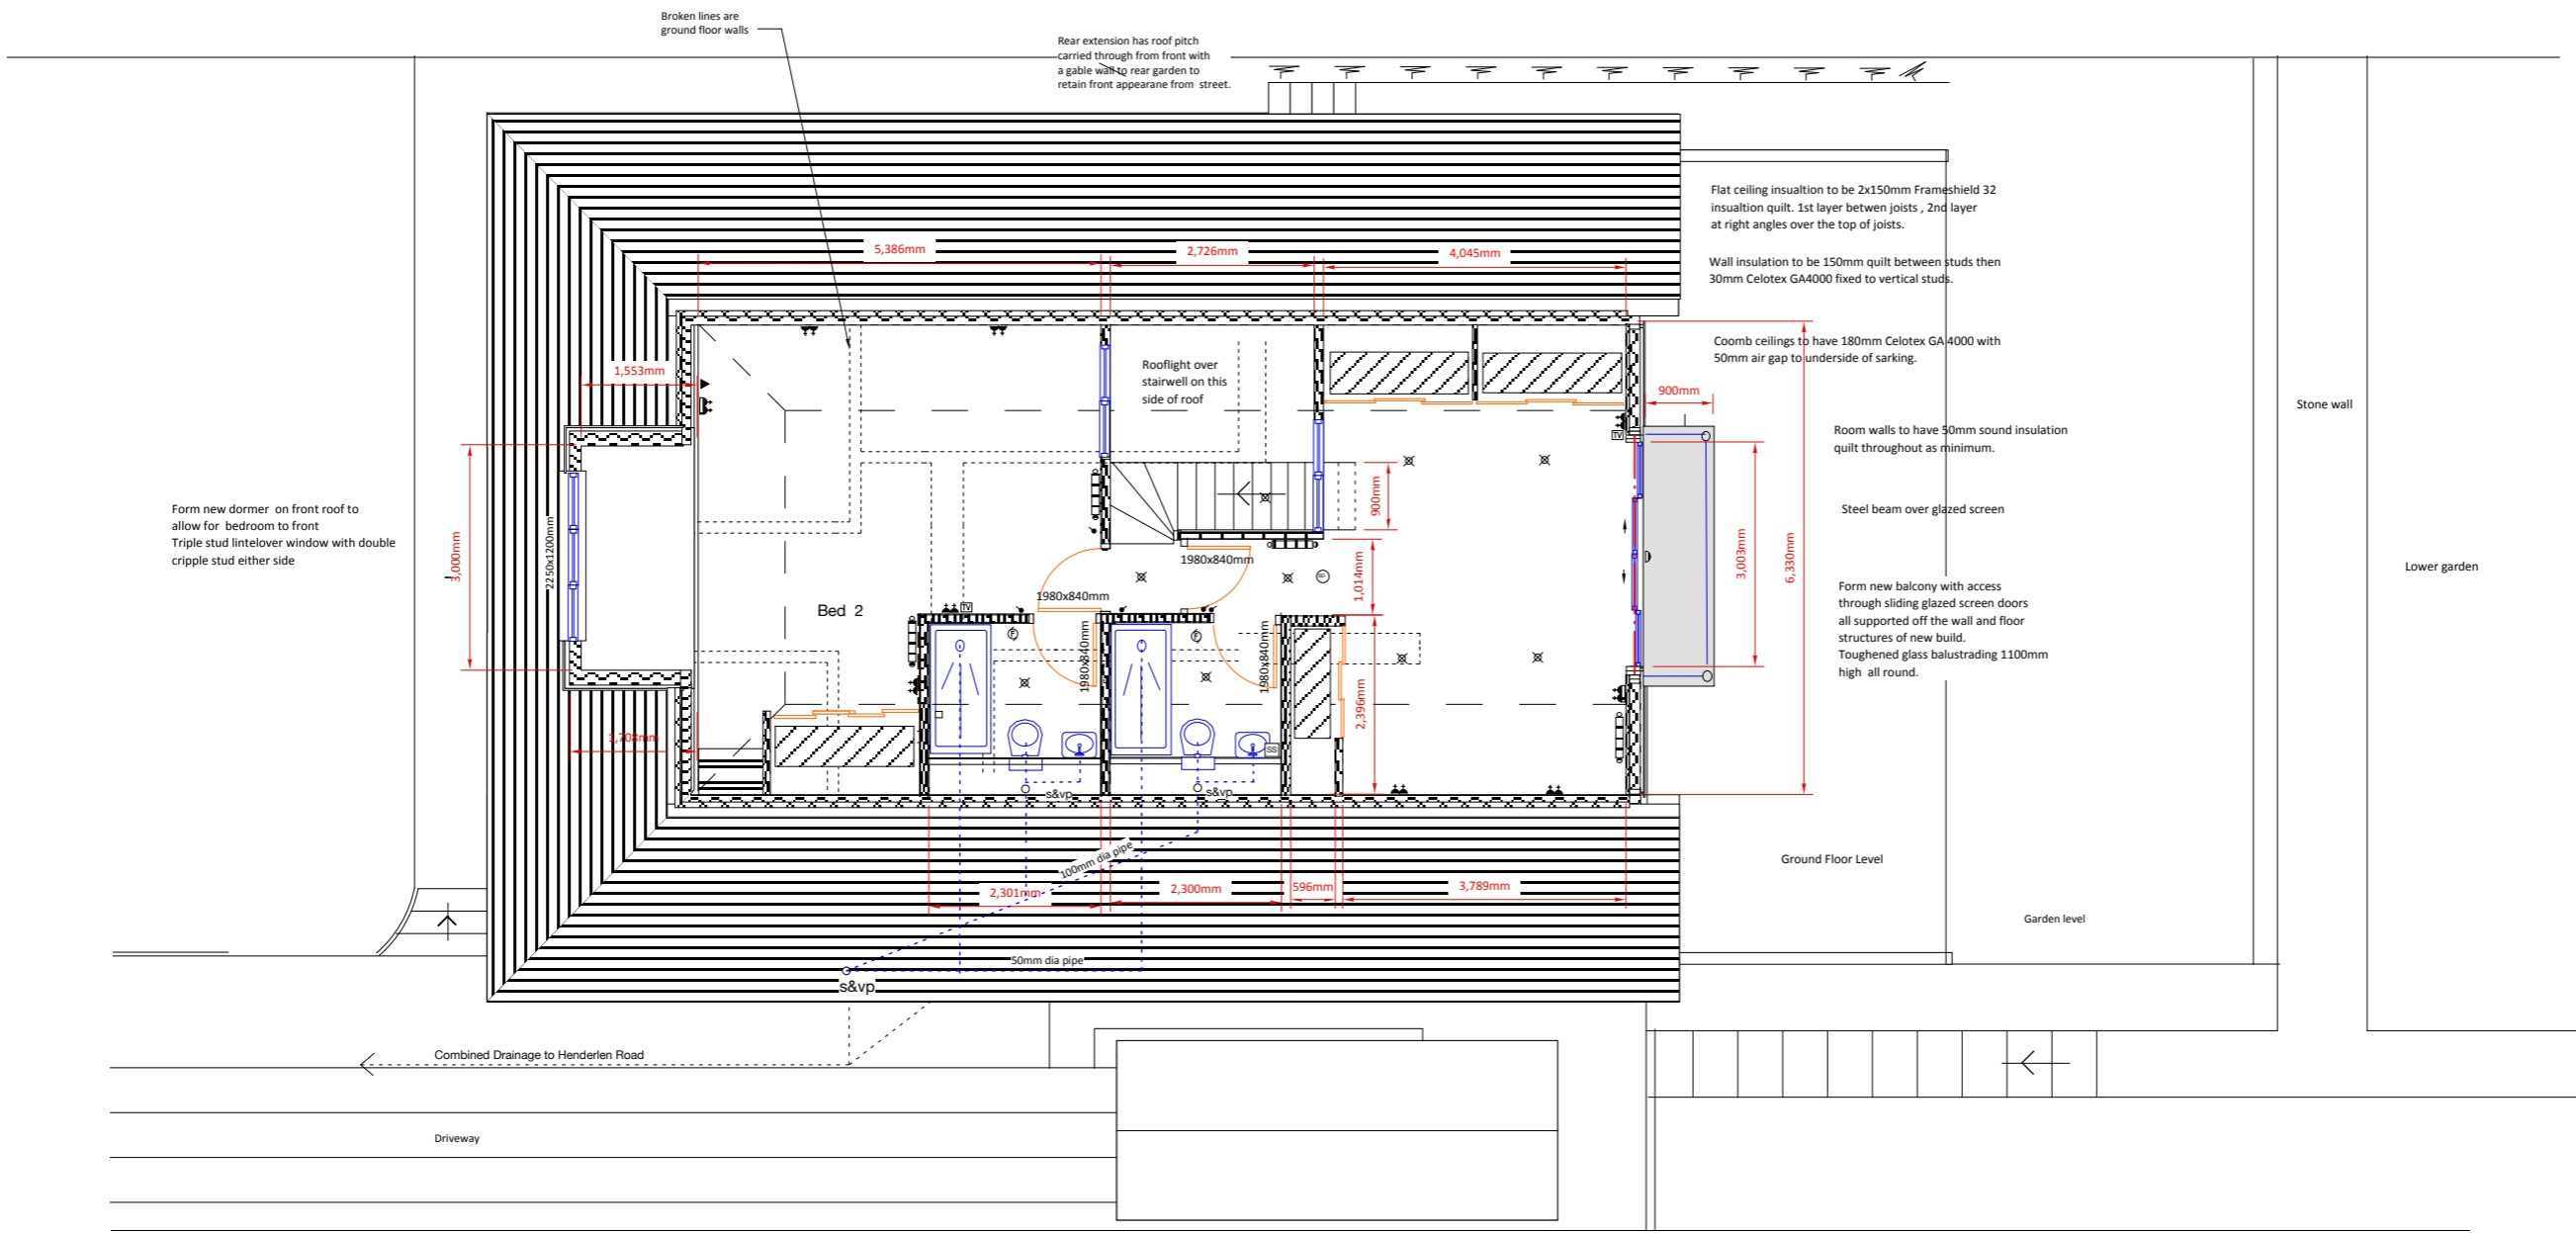 Broken lines are
ground floor walls
Rear extension has roof pitch
carried through from front with
a gable wall to rear garden to
retain front appearane from street.
Flat ceiling insualtion to be 2x150mm Frameshield 32
insualtion quilt. 1st layer betwen joists , 2nd layer
at right angles over the top of joists.
Wall insulation to be 150mm quilt between studs then
30mm Celotex GA4000 fixed to vertical studs.
Coomb ceilings to have 180mm Celotex GA 4000 with
50mm air gap to underside of sarking.
5,386mm
2,726mm
4,045mm
1,553mm
Rooflight over
stairwell on this
side of roof
900mm
Stone wall
TV
Room walls to have 50mm sound insulation
quilt throughout as minimum.
Steel beam over glazed screen
Form new dormer on front roof to
allow for bedroom to front
Triple stud lintelover window with double
cripple stud either side
3,000mm
2250x1200mm
900mm
1,014mm
3,003mm
6,330mm
1980x840mm
1980x840mm
SD
Lower garden
Form new balcony with access
through sliding glazed screen doors
all supported off the wall and floor
structures of new build.
Toughened glass balustrading 1100mm
high all round.
Bed 2
TV
F
F
1980x840mm
1980x840mm
2,396mm
1,708mm
SS
s&vp
s&vp
100mm dia pipe
Ground Floor Level
2,301mm
2,300mm
596mm
3,789mm
Garden level
50mm dia pipe
s&vp
Combined Drainage to Henderlen Road
Driveway